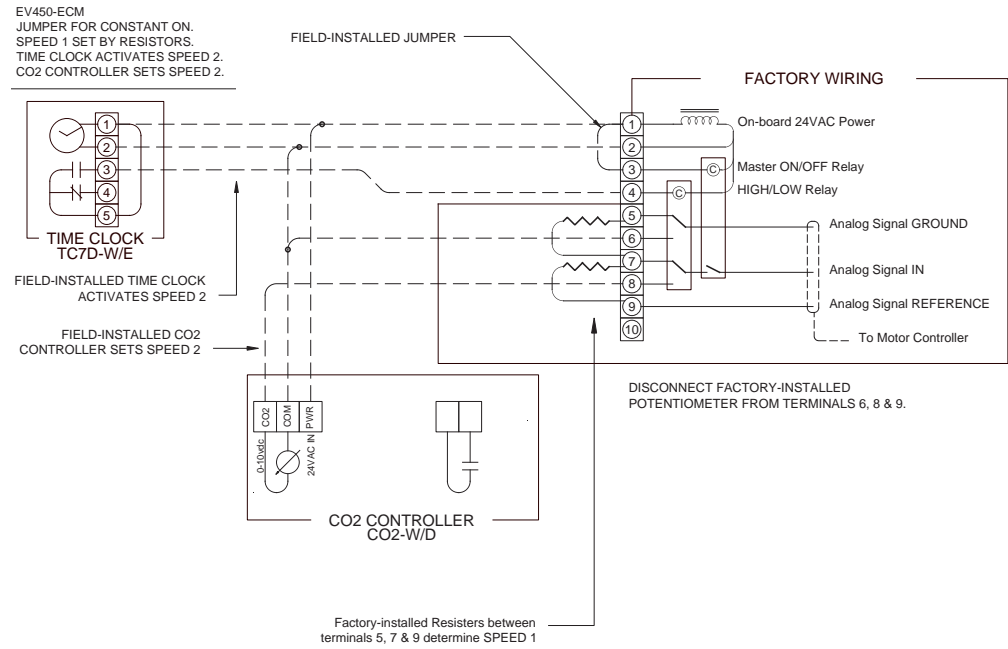 EV450-ECM
JUMPER FOR CONSTANT ON.
SPEED 1 SET BY RESISTORS.
TIME CLOCK ACTIVATES SPEED 2.
CO2 CONTROLLER SETS SPEED 2.
FIELD-INSTALLED JUMPER
FACTORY WIRING
1
2
3
4
5
TIME CLOCK
TC7D-W/E
1
2
3
4
5
6
7
8
9
10
C
C
On-board 24VAC Power
Master ON/OFF Relay
HIGH/LOW Relay
Analog Signal GROUND
Analog Signal IN
Analog Signal REFERENCE
To Motor Controller
FIELD-INSTALLED TIME CLOCK
ACTIVATES SPEED 2
FIELD-INSTALLED CO2
CONTROLLER SETS SPEED 2
DISCONNECT FACTORY-INSTALLED
POTENTIOMETER FROM TERMINALS 6, 8 & 9.
CO2
COM
PWR
0-10vdc
24VAC IN
CO2 CONTROLLER
CO2-W/D
Factory-installed Resisters between
terminals 5, 7 & 9 determine SPEED 1